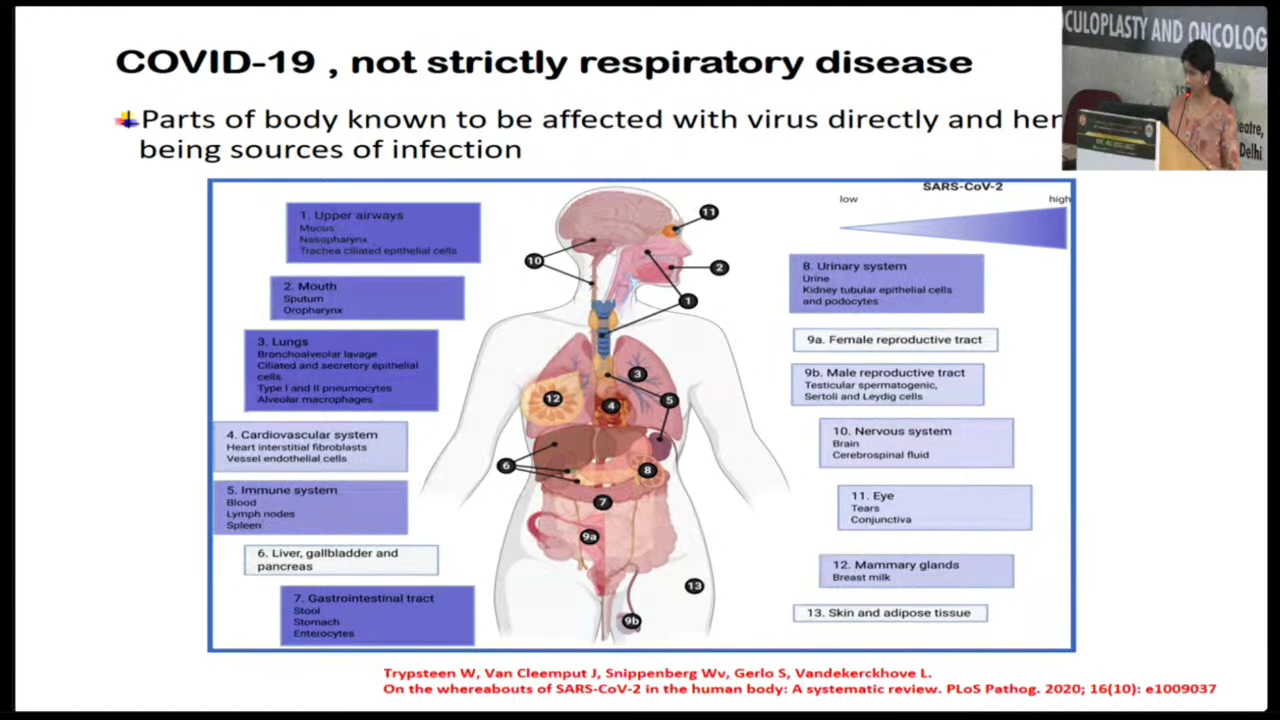 COVID-19 , not strictly respiratory disease
Parts of body known to be affected with virus directly and
being sources of infection
OCULOPLASTY AND ONCOLOG
eatre,
Delhi
SARS-CoV-2
low
high
1. Upper airways
Mucus
Nasopharynx
Trachea ciliated epithelial cells
2. Mouth
Sputum
Oropharynx
3. Lungs
Bronchoalveolar lavage
Ciliated and secretory epithelial
cells
Type I and II pneumocytes
Alveolar macrophages
4. Cardiovascular system
Heart interstitial fibroblasts
Vessel endothelial cells
5. Immune system
Blood
Lymph nodes
Spleen
6. Liver, gallbladder and
pancreas
7. Gastrointestinal tract
Stool
Stomach
Enterocytes
11
10
2
1
3
12
4
5
6
8
7
9a
13
9b
8. Urinary system
Urine
Kidney tubular epithelial cells
and podocytes
9a. Female reproductive tract
9b. Male reproductive tract
Testicular spermatogenic,
Sertoli and Leydig cells
10. Nervous system
Brain
Cerebrospinal fluid
11. Eye
Tears
Conjunctiva
12. Mammary glands
Breast milk
13. Skin and adipose tissue
Trypsteen W, Van Cleemput J, Snippenberg Wv, Gerlo S, Vandekerckhove L.
On the whereabouts of SARS-CoV-2 in the human body: A systematic review. PLoS Pathog. 2020; 16(10): e1009037